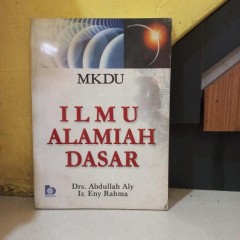 MKDU
ILMU
ALAMIAH
DASAR
Drs. Abdullah Aly
Ir. Eny Rahma